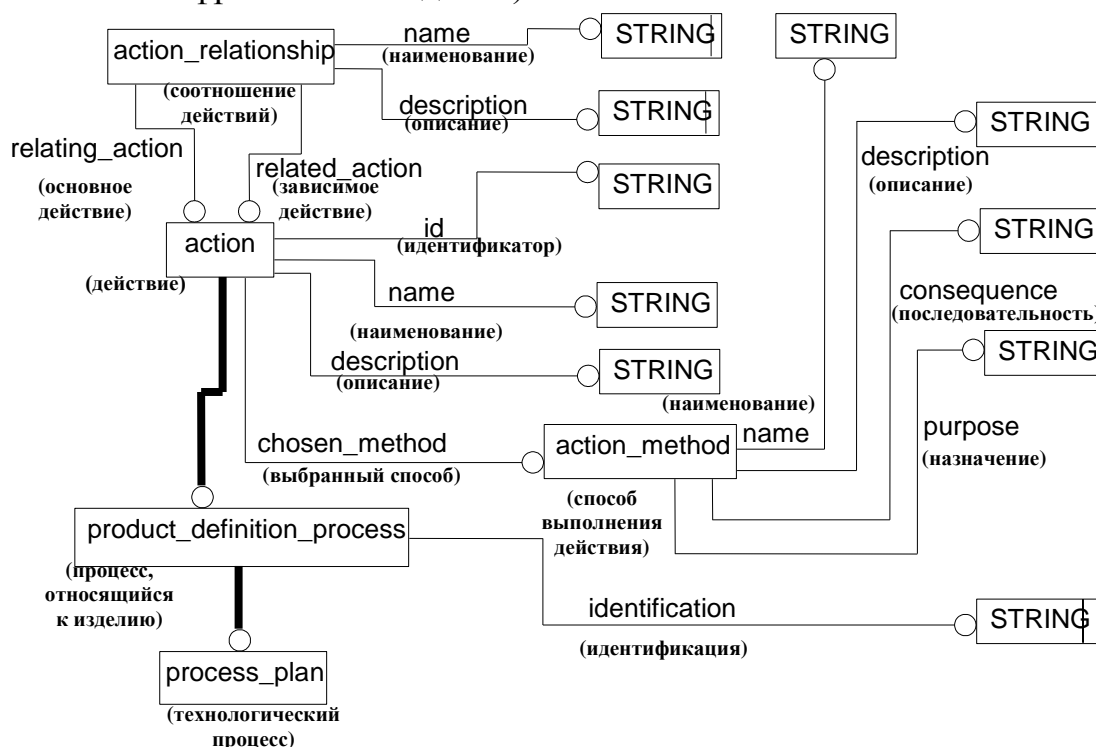 name
STRING
STRING
action_relationship
(наименование)
(соотношение
действий)
description
(описание)
STRING
STRING
relating_action
(основное
действие)
related_action
(зависимое
действие)
description
(описание)
STRING
id
(идентификатор)
action
(действие)
STRING
name
(наименование)
STRING
consequence
(последовательность)
STRING
description
(описание)
STRING
(наименование)
name
purpose
(назначение)
chosen_method
(выбранный способ)
action_method
(способ
выполнения
действия)
product_definition_process
(процесс,
относящийся
к изделию)
identification
(идентификация)
STRING
process_plan
(технологический
процесс)